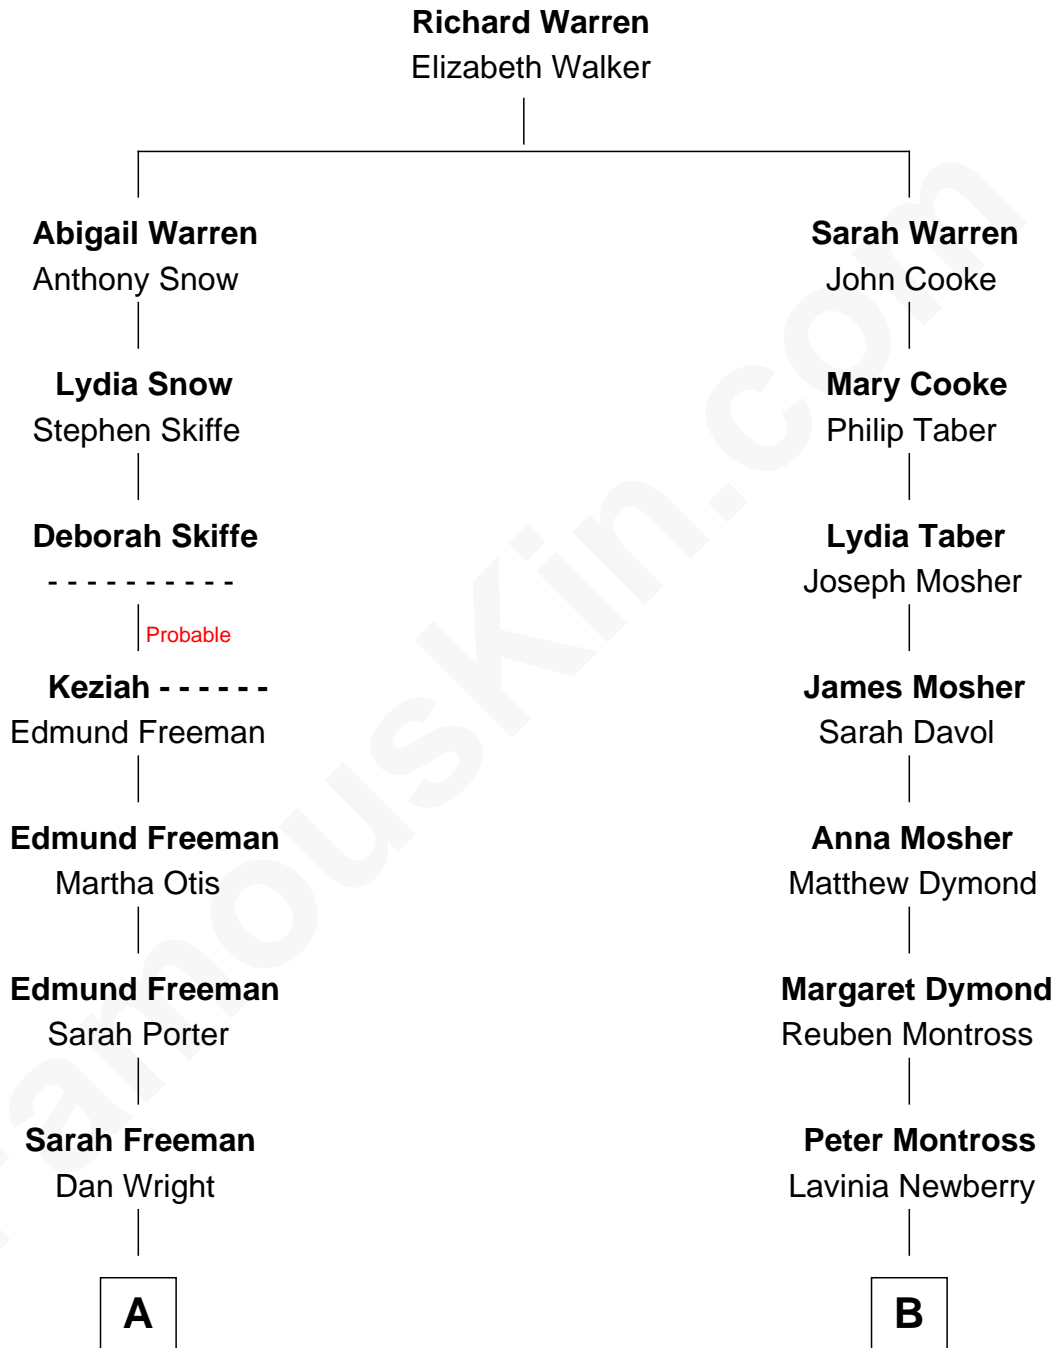 Richard Warren
Elizabeth Walker
Abigail Warren
Anthony Snow
Sarah Warren
John Cooke
Lydia Snow
Stephen Skiffe
Mary Cooke
Philip Taber
Deborah Skiffe
- - - - - - - - - -
Lydia Taber
Joseph Mosher
Probable
Keziah - - - - - -
Edmund Freeman
James Mosher
Sarah Davol
Edmund Freeman
Martha Otis
Anna Mosher
Matthew Dymond
Edmund Freeman
Sarah Porter
Margaret Dymond
Reuben Montross
Sarah Freeman
Dan Wright
Peter Montross
Lavinia Newberry
A
B
FamousKin.com